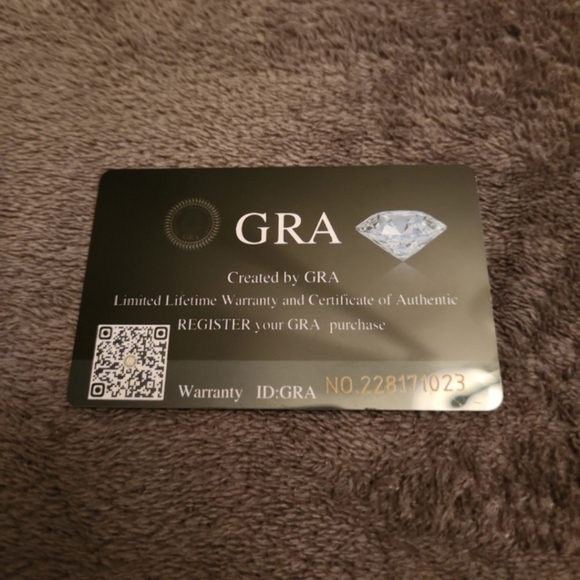 GRA
GRA
Created by GRA
Limited Lifetime Warranty and Certificate of Authentic
REGISTER your GRA purchase
Warranty ID:GRA NO.228171023